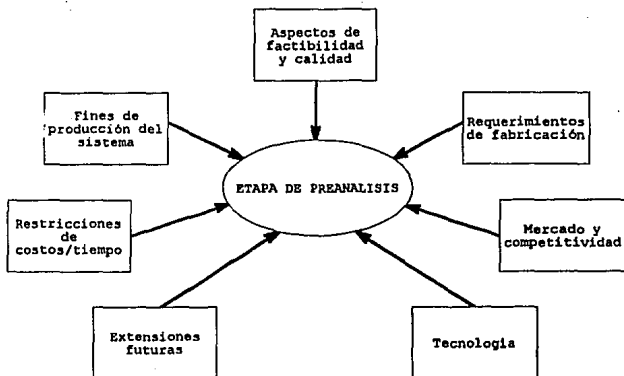 Aspectos de
factibilidad
y calidad
Fines de
producción del
sistema
Requerimientos
de fabricación
ETAPA DE PREANALISIS
Restricciones
de
costos/tiempo
Mercado y
competitividad
Extensiones
futuras
Tecnologia